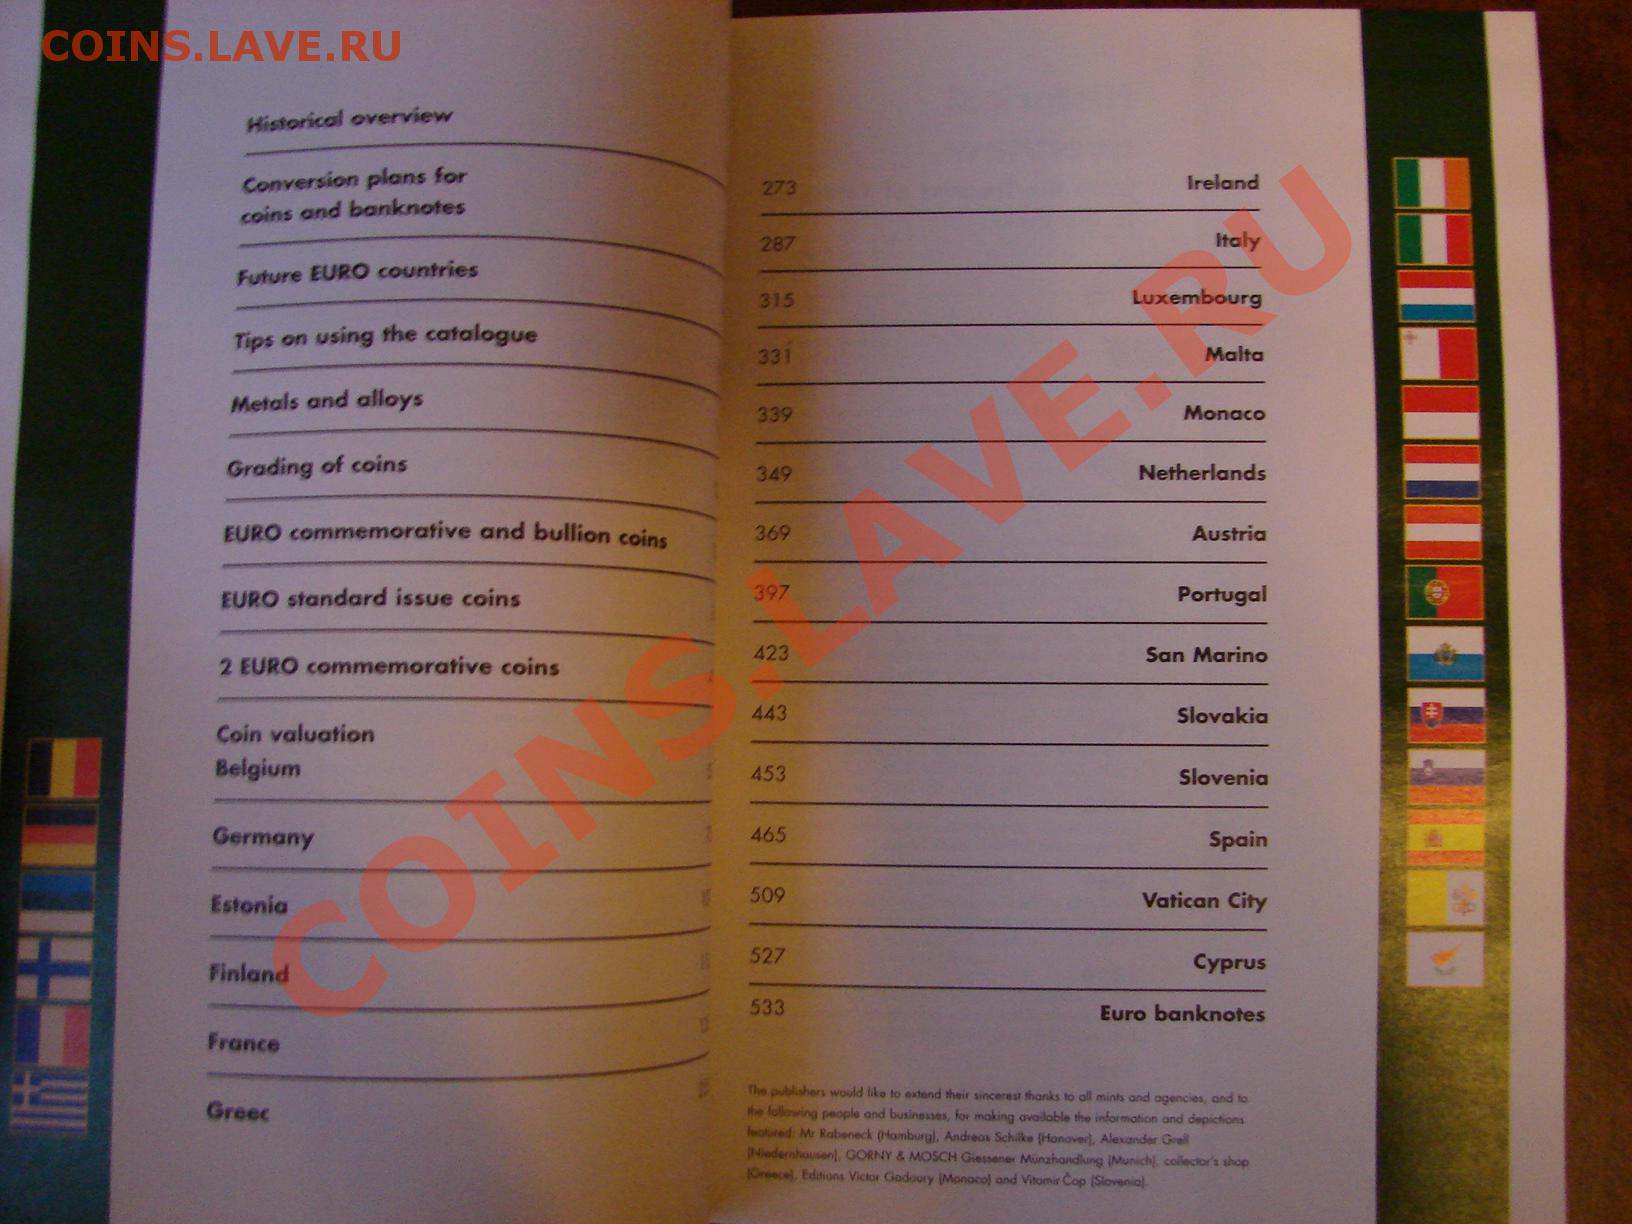 COINS.LAVE.RU
Historical overview
Conversion plans for
coins and banknotes
Future EURO countries
Tips on using the catalogue
Metals and alloys
Grading of coins
EURO commemorative and bullion coins
EURO standard issue coins
2 EURO commemorative coins
Coin valuation
Belgium
Germany
Estonia
Finland
France
Greec
273 Ireland
287 Italy
315 Luxembourg
331 Malta
339 Monaco
349 Netherlands
369 Austria
397 Portugal
423 San Marino
443 Slovakia
453 Slovenia
465 Spain
509 Vatican City
527 Cyprus
533 Euro banknotes
The publishers would like to extend their sincerest thanks to all mints and agencies, and to
the following people and businesses, for making available the information and depictions
featured: Mr Rabeneck (Hamburg), Andreas Schilke (Hanover), Alexander Grell
(Niedernhausen), GORNY & MOSCH Giessener Münzhandlung (Munich), collector's shop
(Greece), Editions Victor Gadoury (Monaco) and Vitomir Čop (Slovenia).
COINS.LAVE.RU